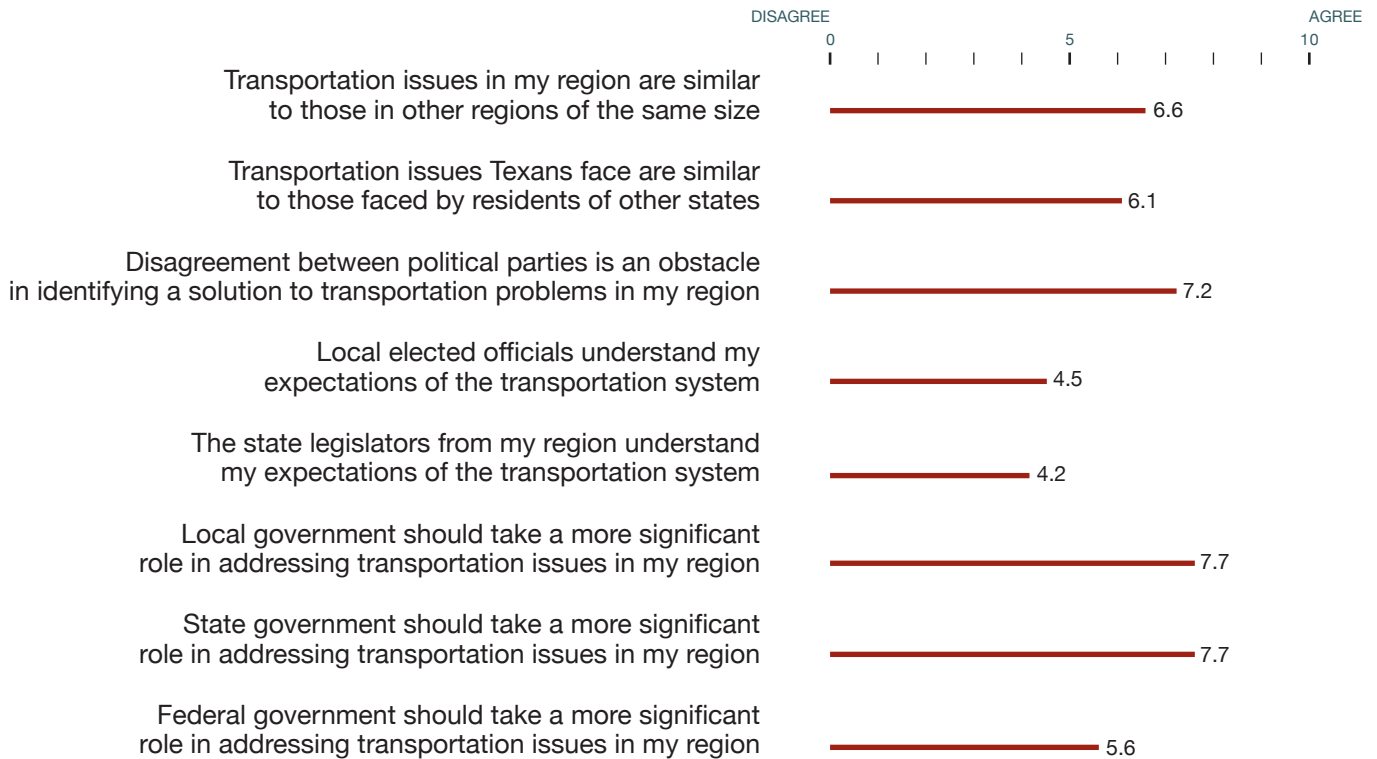 DISAGREE AGREE
0 5 10
Transportation issues in my region are similar
to those in other regions of the same size
6.6
Transportation issues Texans face are similar
to those faced by residents of other states
6.1
Disagreement between political parties is an obstacle
in identifying a solution to transportation problems in my region
7.2
Local elected officials understand my
expectations of the transportation system
4.5
The state legislators from my region understand
my expectations of the transportation system
4.2
Local government should take a more significant
role in addressing transportation issues in my region
7.7
State government should take a more significant
role in addressing transportation issues in my region
7.7
Federal government should take a more significant
role in addressing transportation issues in my region
5.6